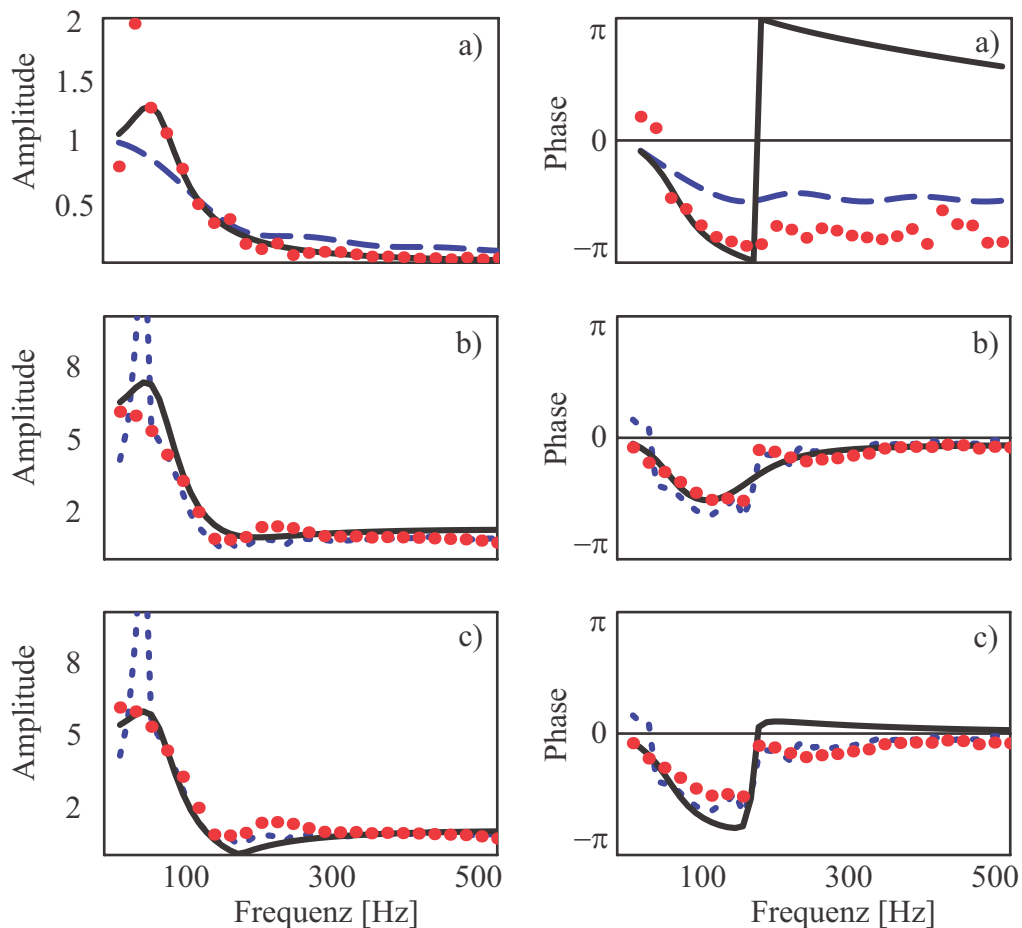 2
1.5
1
0.5
Amplitude
a)
π
0
−π
Phase
a)
8
5
2
Amplitude
b)
π
0
−π
Phase
b)
8
5
2
Amplitude
c)
π
0
−π
Phase
c)
100 300 500
Frequenz [Hz]
100 300 500
Frequenz [Hz]